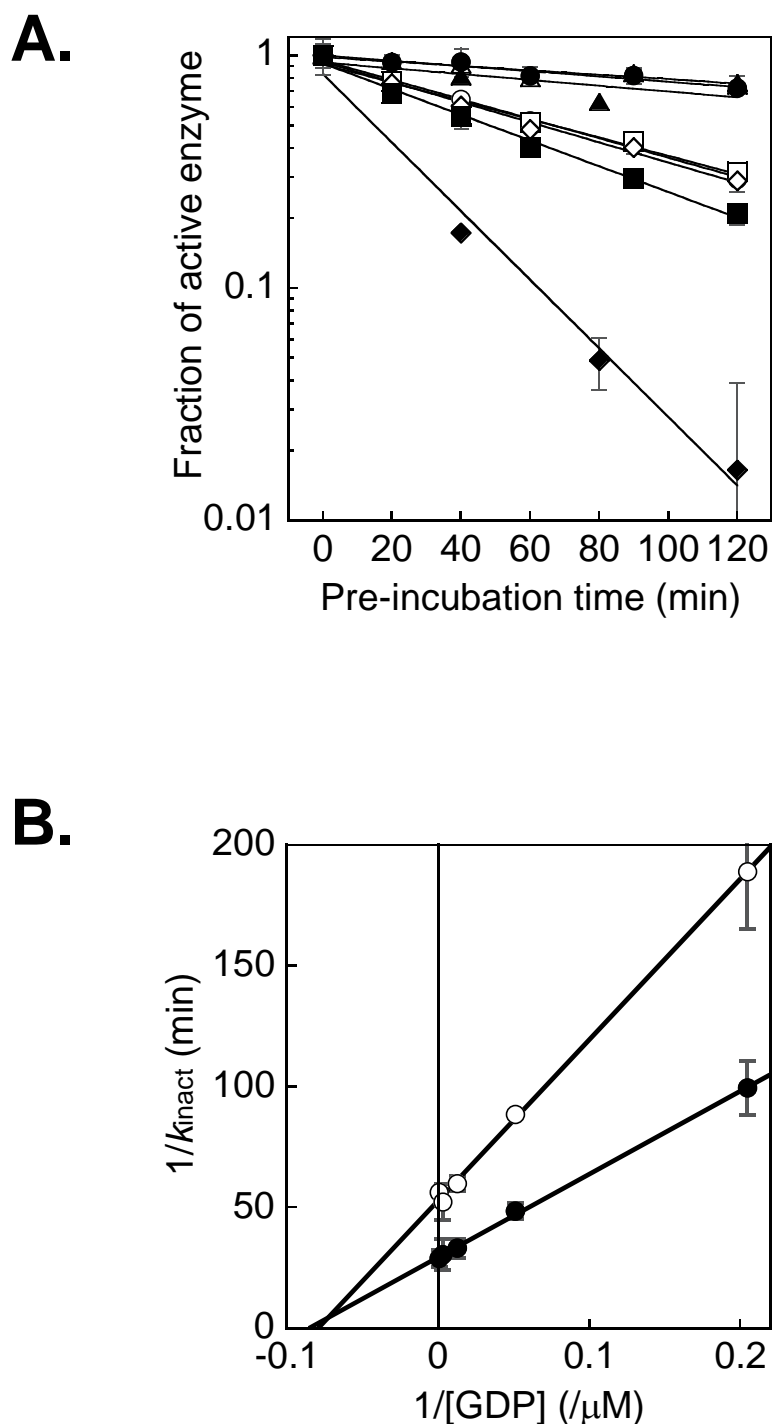 A.
Fraction of active enzyme
1
0.1
0.01
0 20 40 60 80 100 120
Pre-incubation time (min)
B.
1/kinact (min)
200
150
100
50
0
-0.1 0 0.1 0.2
1/[GDP] (/μM)